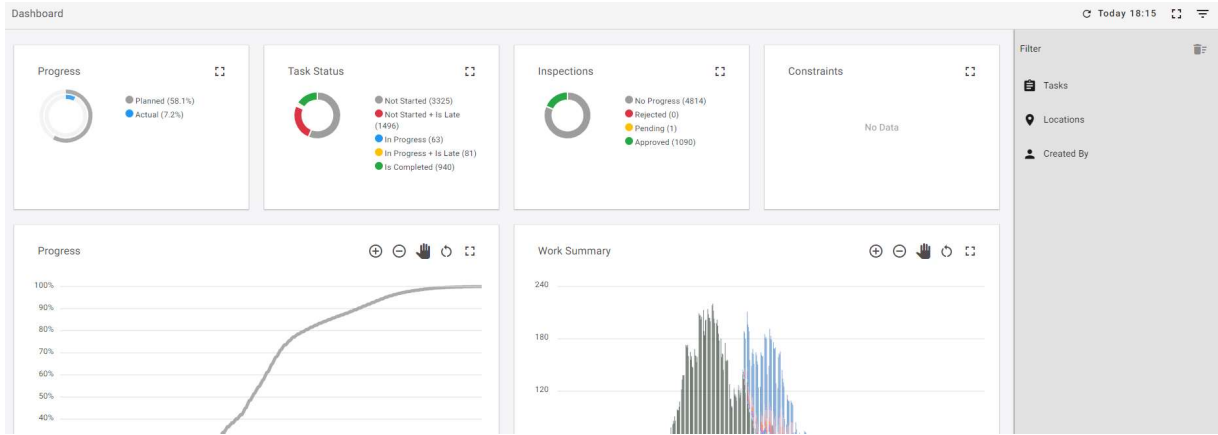 Dashboard
Today 18:15
Progress
Planned (58.1%)
Actual (7.2%)
Task Status
Not Started (3325)
Not Started + Is Late
(1496)
In Progress (63)
In Progress + Is Late (81)
Is Completed (940)
Inspections
No Progress (4814)
Rejected (0)
Pending (1)
Approved (1090)
Constraints
No Data
Filter
Tasks
Locations
Created By
Progress
100%
90%
80%
70%
60%
50%
40%
Work Summary
240
180
120